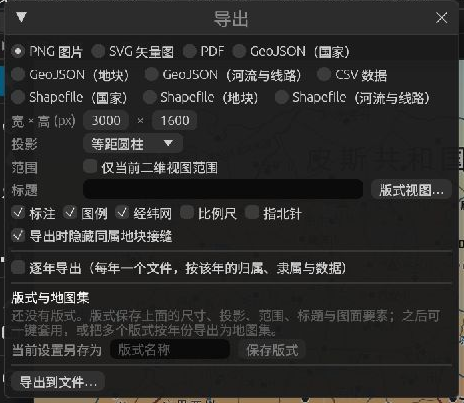 导出
PNG 图片 SVG 矢量图 PDF GeoJSON（国家）
GeoJSON（地块） GeoJSON（河流与线路） CSV 数据
Shapefile（国家） Shapefile（地块） Shapefile（河流与线路）
宽 × 高 (px) 3000 × 1600
投影 等距圆柱
范围 仅当前二维视图范围
标题 版式视图...
标注 图例 经纬网 比例尺 指北针
导出时隐藏同属地块接缝
逐年导出（每年一个文件，按该年的归属、隶属与数据）
版式与地图集
还没有版式。版式保存上面的尺寸、投影、范围、标题与图面要素；之后可
一键套用，或把多个版式按年份导出为地图集。
当前设置另存为 版式名称 保存版式
导出到文件...